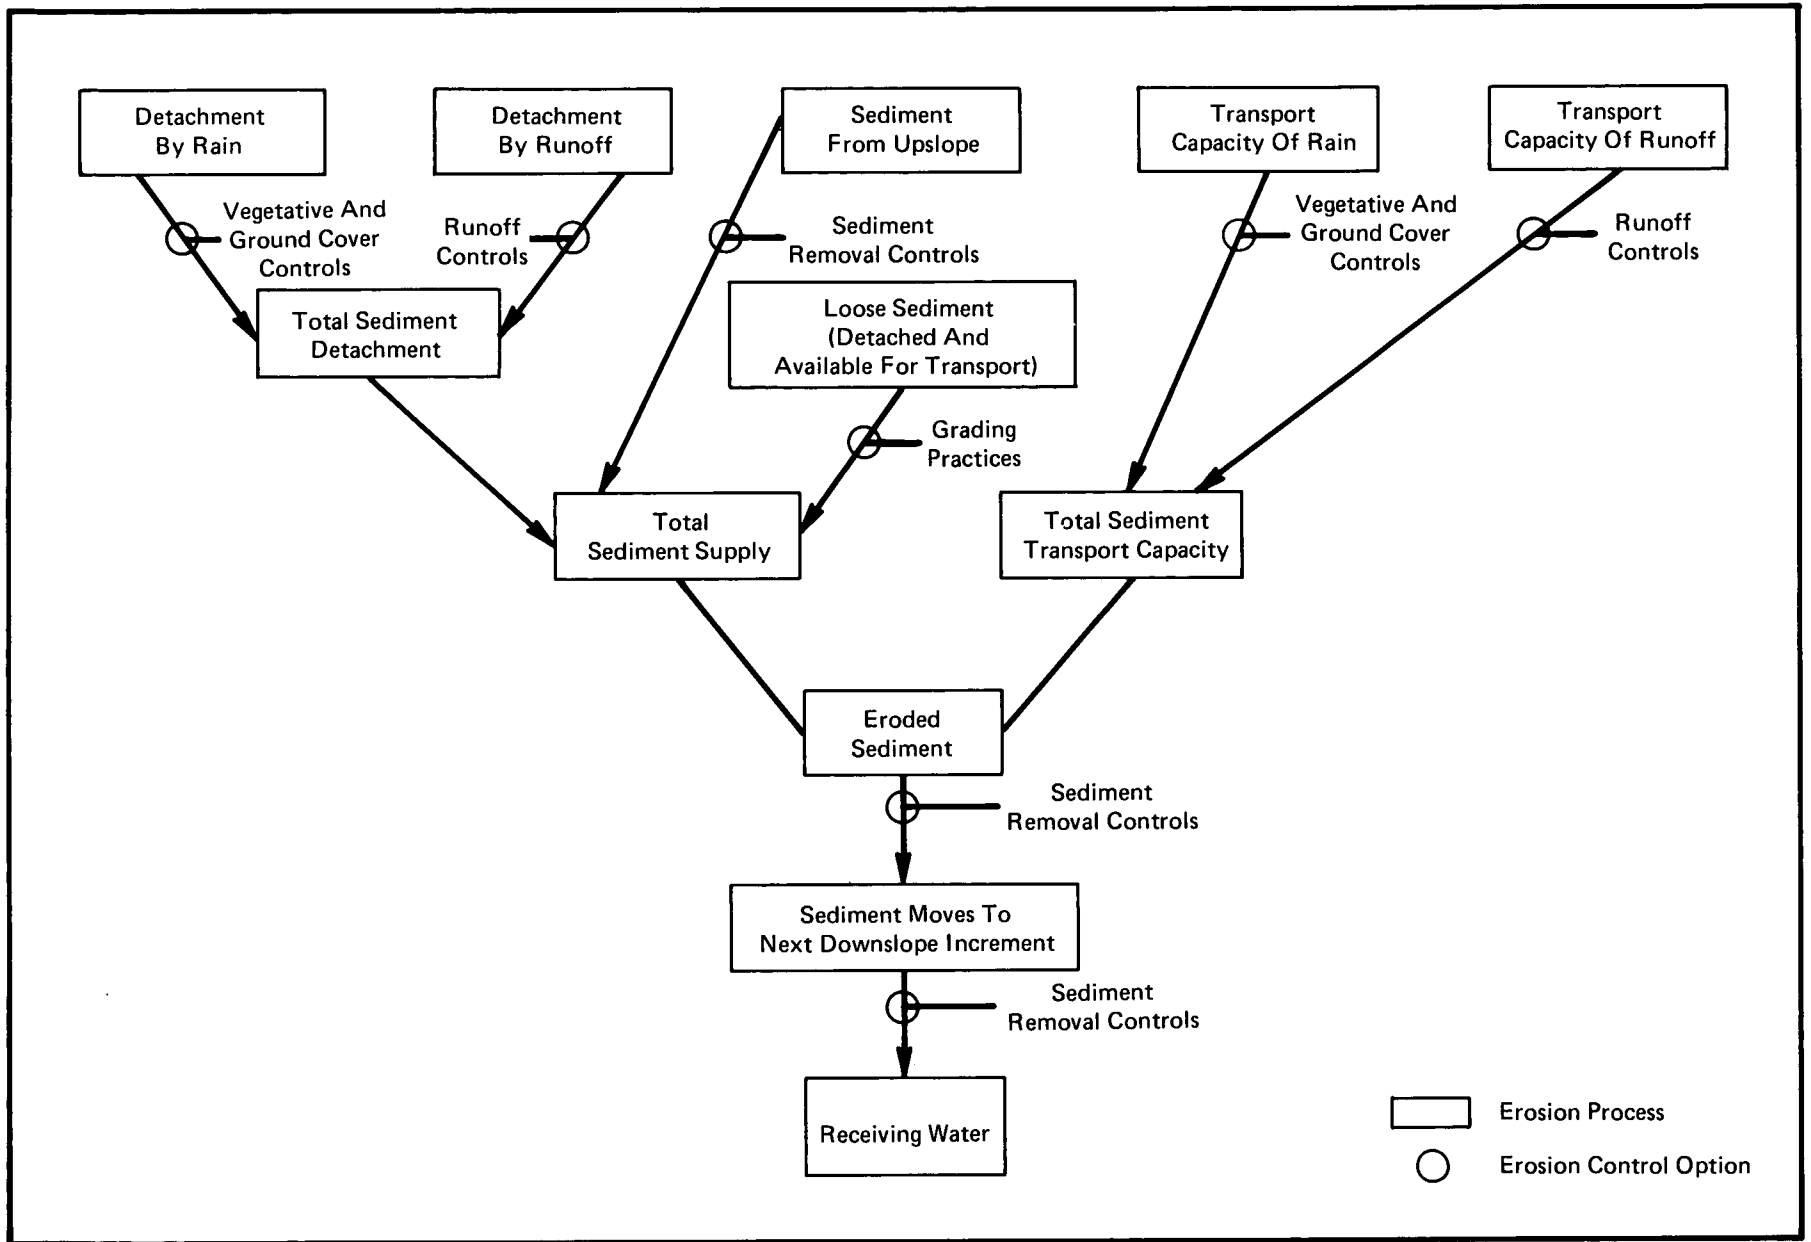 Detachment
By Rain
Detachment
By Runoff
Sediment
From Upslope
Transport
Capacity Of Rain
Transport
Capacity Of Runoff
Vegetative And
Ground Cover
Controls
Runoff
Controls
Sediment
Removal Controls
Vegetative And
Ground Cover
Controls
Runoff
Controls
Total Sediment
Detachment
Loose Sediment
(Detached And
Available For Transport)
Grading
Practices
Total
Sediment Supply
Total Sediment
Transport Capacity
Eroded
Sediment
Sediment
Removal Controls
Sediment Moves To
Next Downslope Increment
Sediment
Removal Controls
Receiving Water
Erosion Process
Erosion Control Option